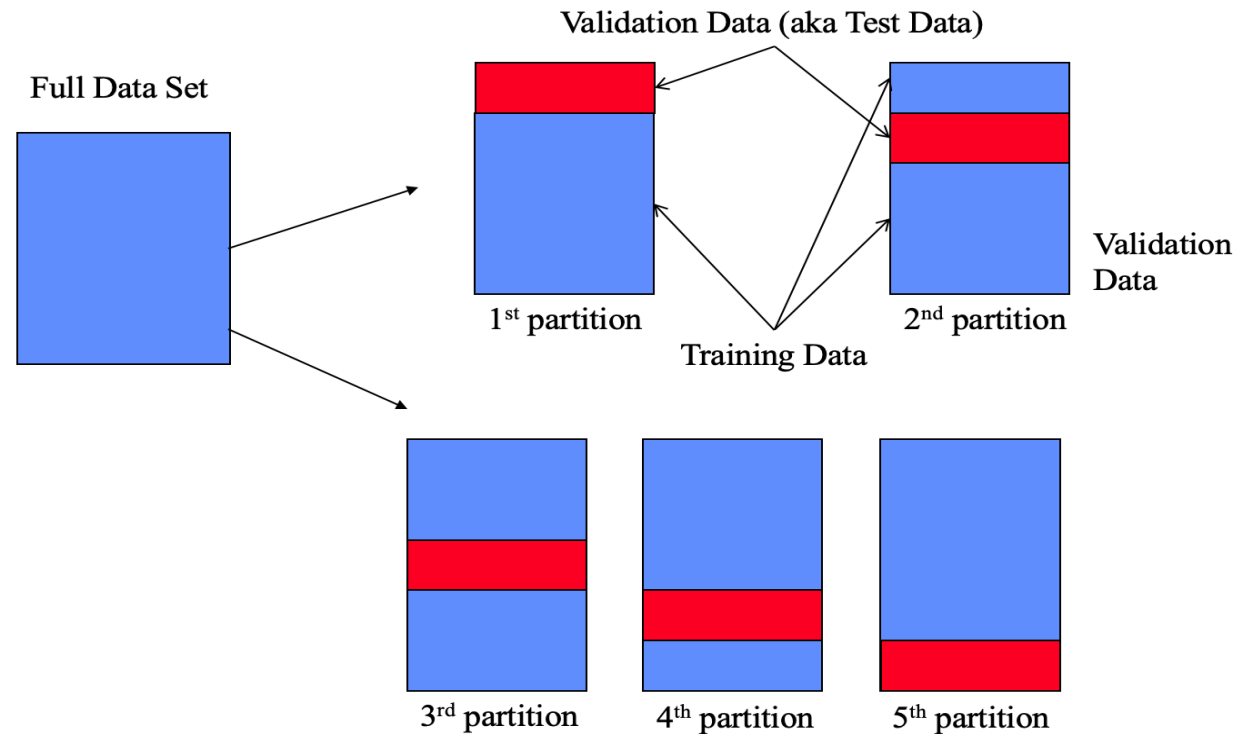 Validation Data (aka Test Data)
Full Data Set
Validation
Data
1st partition
2nd partition
Training Data
3rd partition
4th partition
5th partition